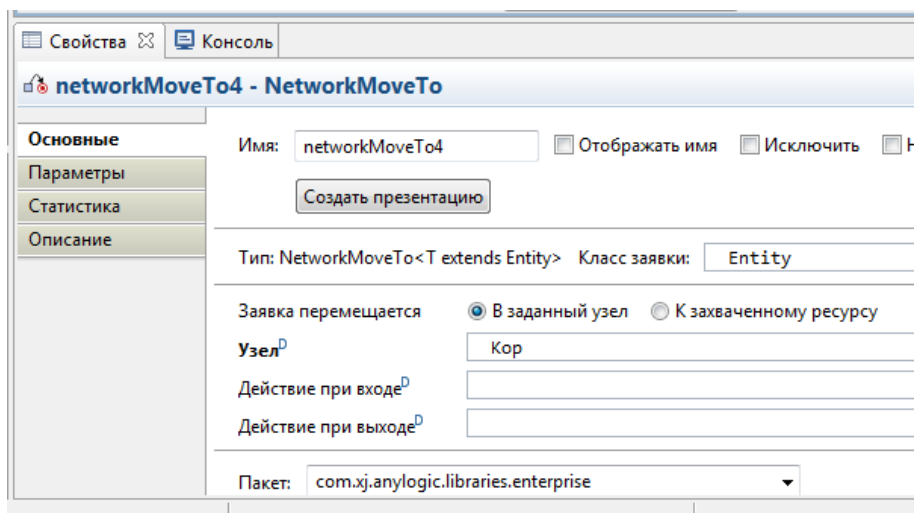 Свойства Консоль
networkMoveTo4 - NetworkMoveTo
Основные
Параметры
Статистика
Описание
Имя: networkMoveTo4 Отображать имя Исключить Н
Создать презентацию
Тип: NetworkMoveTo<T extends Entity> Класс заявки: Entity
Заявка перемещается В заданный узел К захваченному ресурсу
Узел D Кор
Действие при входе D
Действие при выходе D
Пакет: com.xj.anylogic.libraries.enterprise